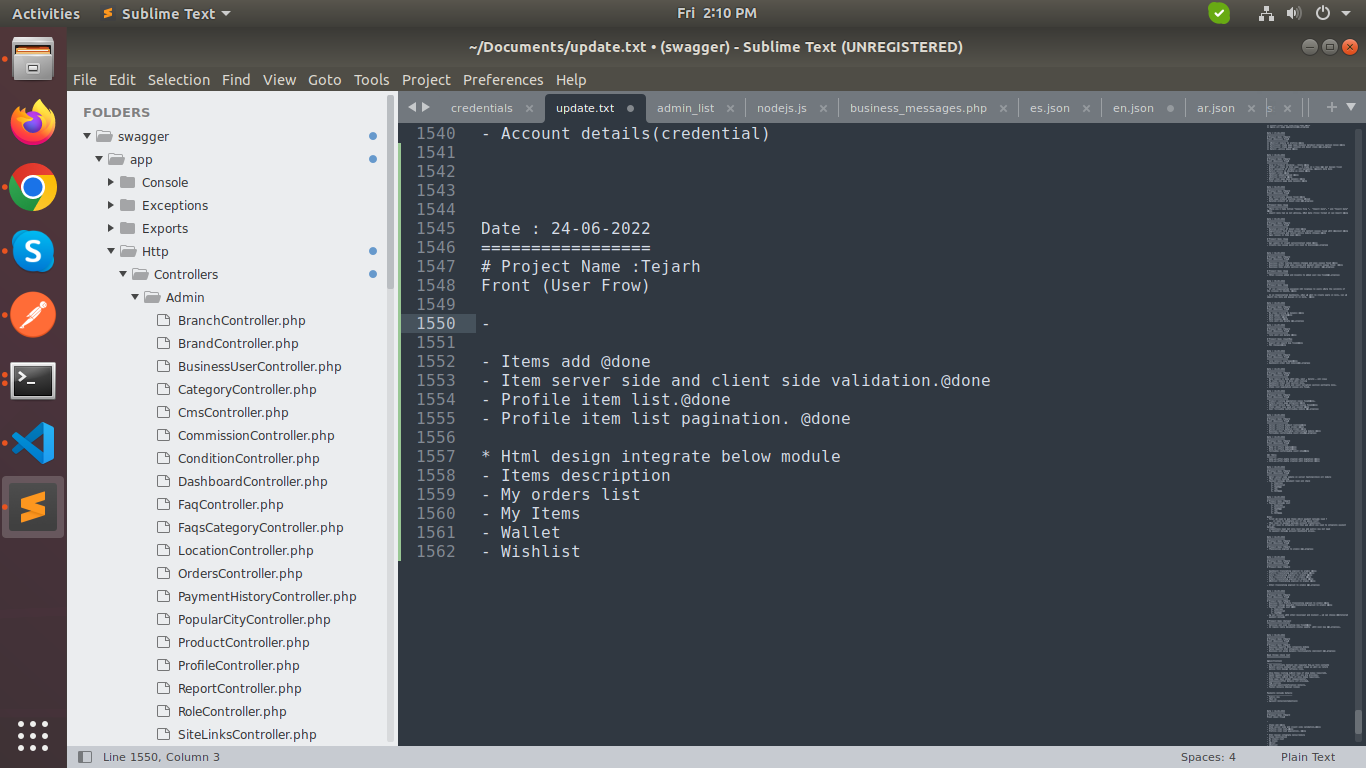 Activities
Sublime Text
Fri 2:10 PM
~/Documents/update.txt • (swagger) - Sublime Text (UNREGISTERED)
File Edit Selection Find View Goto Tools Project Preferences Help
FOLDERS
swagger
app
Console
Exceptions
Exports
Http
Controllers
Admin
BranchController.php
BrandController.php
BusinessUserController.php
CategoryController.php
CmsController.php
CommissionController.php
ConditionController.php
DashboardController.php
FaqController.php
FaqsCategoryController.php
LocationController.php
OrdersController.php
PaymentHistoryController.php
PopularCityController.php
ProductController.php
ProfileController.php
ReportController.php
RoleController.php
SiteLinksController.php
credentials update.txt admin_list nodejs.js business_messages.php es.json en.json ar.json s
1540 - Account details(credential)
1541
1542
1543
1544
1545 Date : 24-06-2022
1546 =================
1547 # Project Name :Tejarh
1548 Front (User Frow)
1549
1550 -
1551
1552 - Items add @done
1553 - Item server side and client side validation.@done
1554 - Profile item list.@done
1555 - Profile item list pagination. @done
1556
1557 * Html design integrate below module
1558 - Items description
1559 - My orders list
1560 - My Items
1561 - Wallet
1562 - Wishlist
Line 1550, Column 3
Spaces: 4
Plain Text